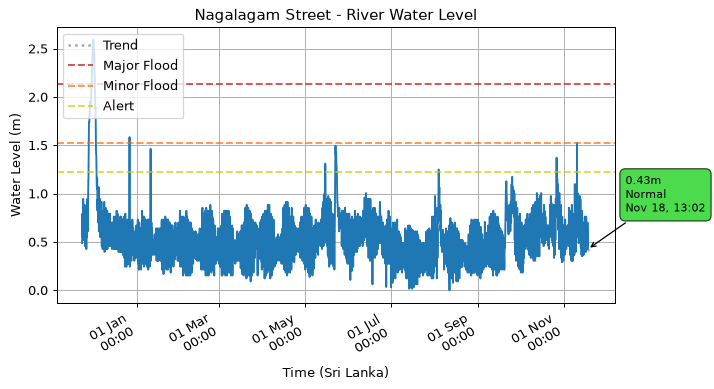 Nagalagam Street - River Water Level
Water Level (m)
2.5
2.0
1.5
1.0
0.5
0.0
Trend
Major Flood
Minor Flood
Alert
0.43m
Normal
Nov 18, 13:02
01 Jan
00:00
01 Mar
00:00
01 May
00:00
01 Jul
00:00
01 Sep
00:00
01 Nov
00:00
Time (Sri Lanka)